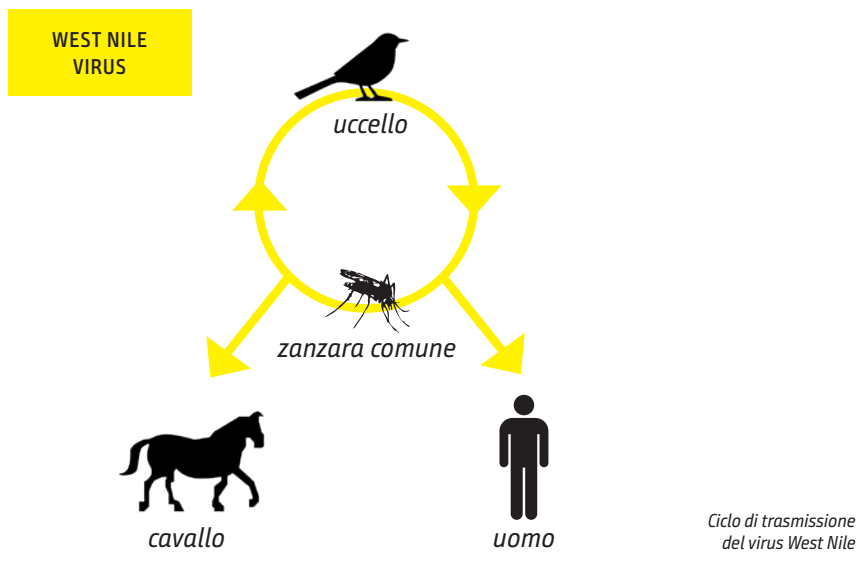 WEST NILE
VIRUS
uccello
zanzara comune
cavallo
uomo
Ciclo di trasmissione
del virus West Nile